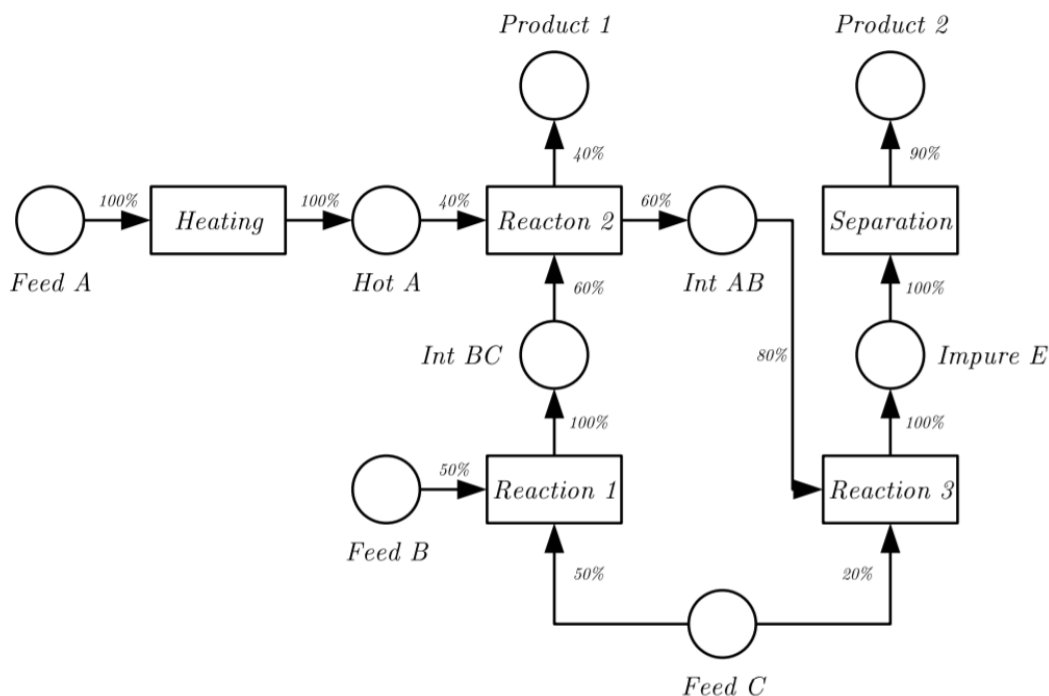 Product 1
Product 2
40%
90%
100%
100%
40%
60%
Heating
Reacton 2
Separation
Feed A
Hot A
60%
Int AB
100%
Int BC
80%
Impure E
100%
100%
50%
Reaction 1
Reaction 3
Feed B
50%
20%
Feed C